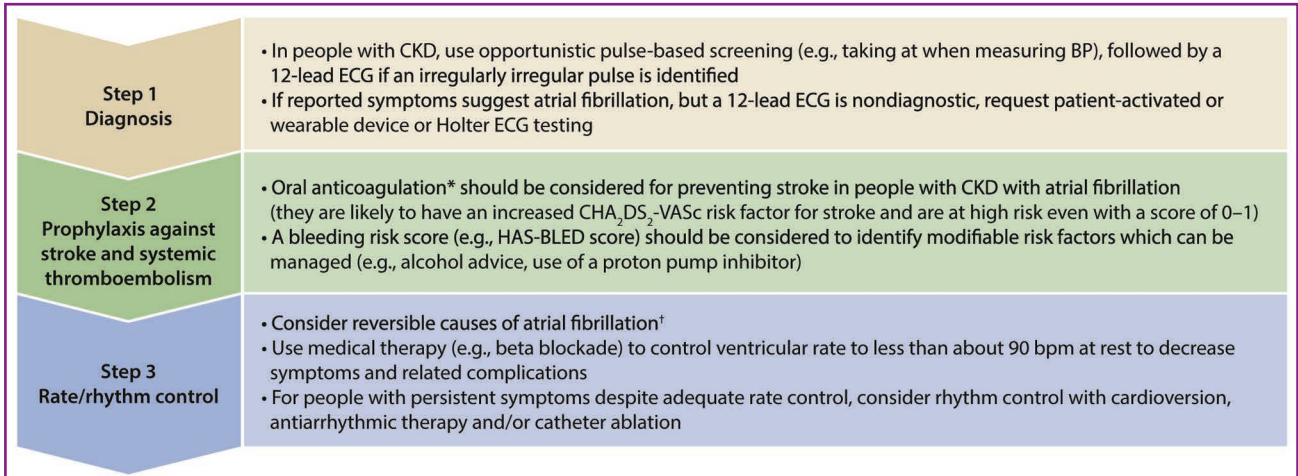 Step 1
Diagnosis
• In people with CKD, use opportunistic pulse-based screening (e.g., taking at when measuring BP), followed by a
12-lead ECG if an irregularly irregular pulse is identified
• If reported symptoms suggest atrial fibrillation, but a 12-lead ECG is nondiagnostic, request patient-activated or
wearable device or Holter ECG testing
Step 2
Prophylaxis against
stroke and systemic
thromboembolism
• Oral anticoagulation* should be considered for preventing stroke in people with CKD with atrial fibrillation
(they are likely to have an increased CHA₂DS₂-VASc risk factor for stroke and are at high risk even with a score of 0–1)
• A bleeding risk score (e.g., HAS-BLED score) should be considered to identify modifiable risk factors which can be
managed (e.g., alcohol advice, use of a proton pump inhibitor)
Step 3
Rate/rhythm control
• Consider reversible causes of atrial fibrillation†
• Use medical therapy (e.g., beta blockade) to control ventricular rate to less than about 90 bpm at rest to decrease
symptoms and related complications
• For people with persistent symptoms despite adequate rate control, consider rhythm control with cardioversion,
antiarrhythmic therapy and/or catheter ablation